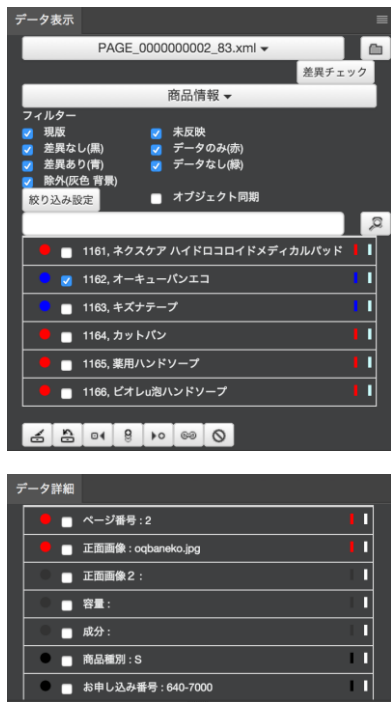 データ表示
PAGE_0000000002_83.xml
差異チェック
商品情報
フィルター
現版 未反映
差異なし(黒) データのみ(赤)
差異あり(青) データなし(緑)
除外(灰色 背景)
絞り込み設定 オブジェクト同期
1161, ネクスケア ハイドロコロイドメディカルパッド
1162, オーキューバンエコ
1163, キズナテープ
1164, カットバン
1165, 薬用ハンドソープ
1166, ビオレu泡ハンドソープ
データ詳細
ページ番号 : 2
正面画像 : oqbaneko.jpg
正面画像2 :
容量 :
成分 :
商品種別 : S
お申し込み番号 : 640-7000